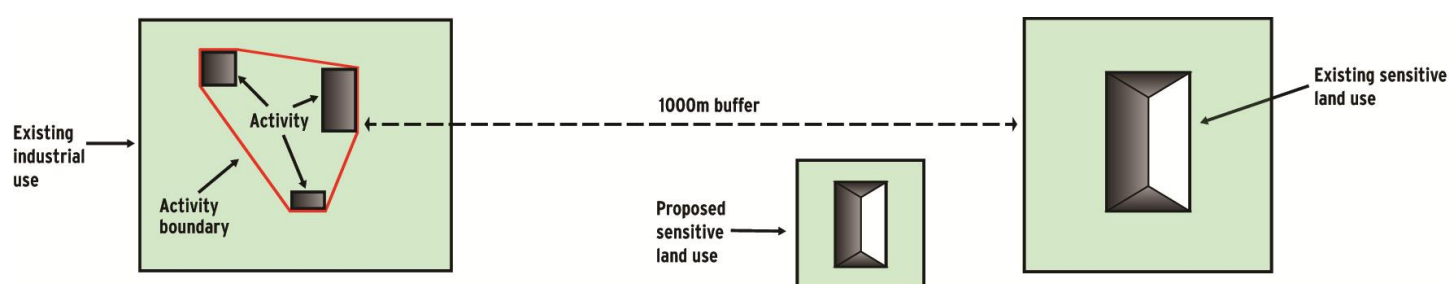 Existing
industrial
use
Activity
Activity
boundary
1000m buffer
Proposed
sensitive
land use
Existing sensitive
land use